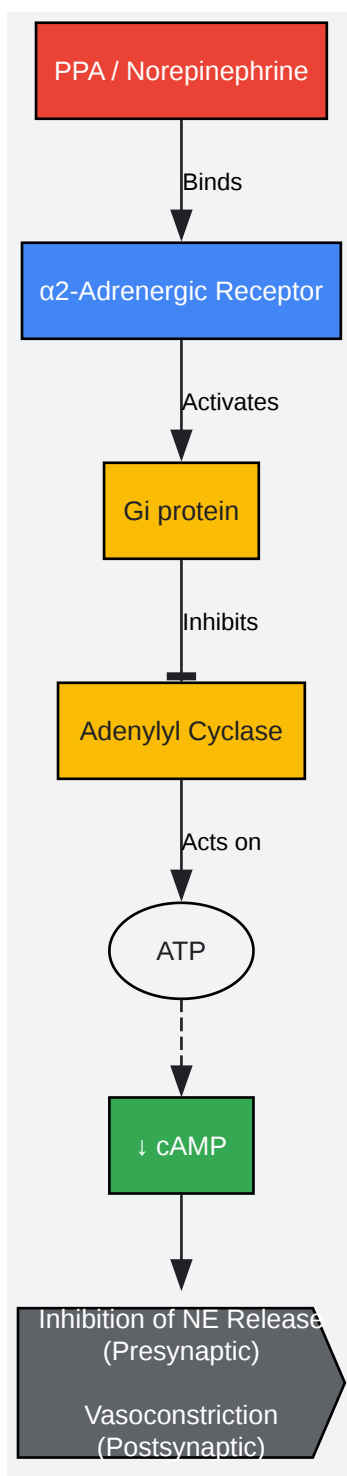 PPA / Norepinephrine
Binds
α2-Adrenergic Receptor
Activates
Gi protein
Inhibits
Adenylyl Cyclase
Acts on
ATP
↓ cAMP
Inhibition of NE Release
(Presynaptic)
Vasoconstriction
(Postsynaptic)